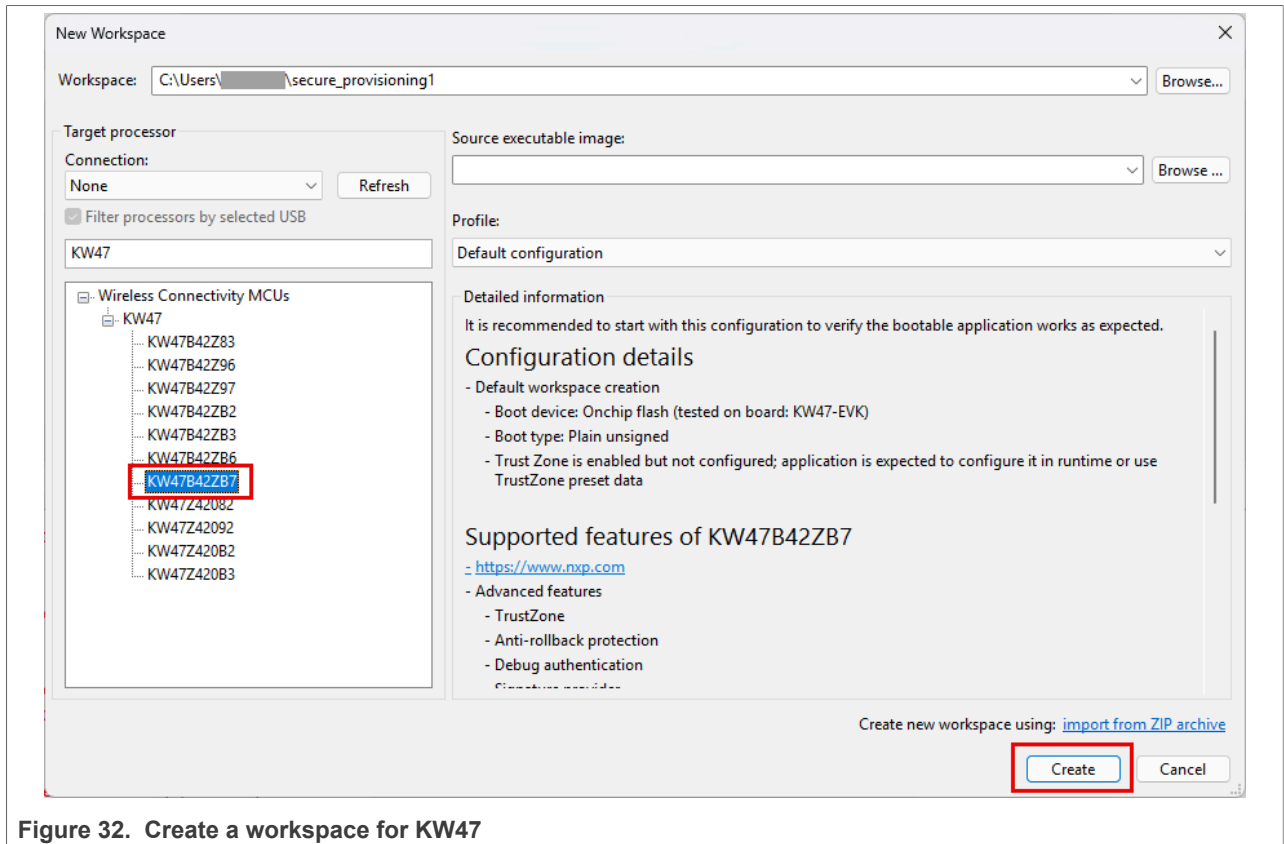 New Workspace
Workspace: C:\Users\ \secure_provisioning1 Browse...
Target processor
Connection:
None Refresh
Filter processors by selected USB
KW47
Wireless Connectivity MCUs
KW47
KW47B42Z83
KW47B42Z96
KW47B42Z97
KW47B42ZB2
KW47B42ZB3
KW47B42ZB6
KW47B42ZB7
KW47Z42082
KW47Z42092
KW47Z420B2
KW47Z420B3
Source executable image:
Browse ...
Profile:
Default configuration
Detailed information
It is recommended to start with this configuration to verify the bootable application works as expected.
Configuration details
- Default workspace creation
- Boot device: Onchip flash (tested on board: KW47-EVK)
- Boot type: Plain unsigned
- Trust Zone is enabled but not configured; application is expected to configure it in runtime or use
TrustZone preset data
Supported features of KW47B42ZB7
- https://www.nxp.com
- Advanced features
- TrustZone
- Anti-rollback protection
- Debug authentication
- Signature provider
Create new workspace using: import from ZIP archive
Create Cancel
Figure 32. Create a workspace for KW47